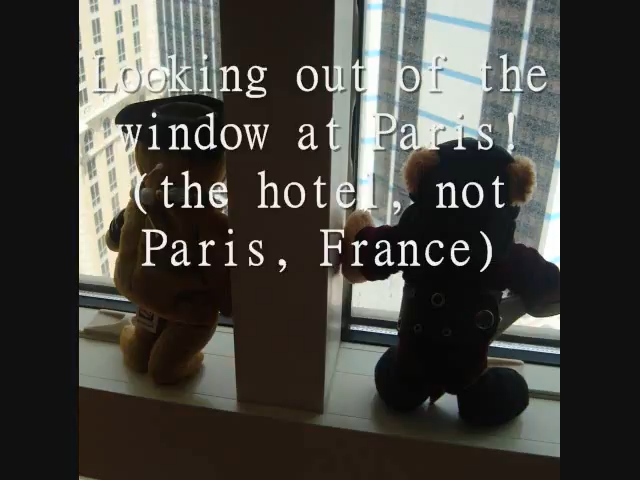 Looking out of the
window at Paris!
(the hotel, not
Paris, France)